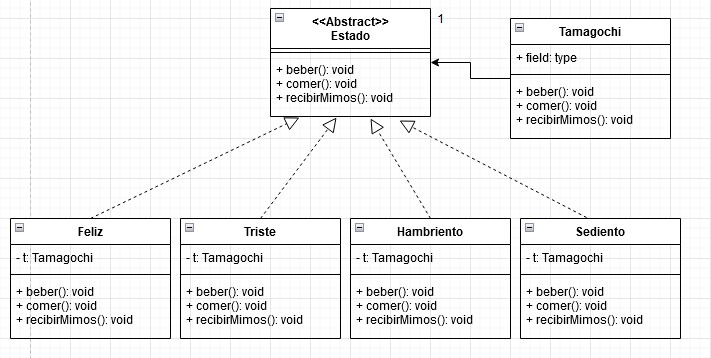 <<Abstract>>
Estado
+ beber(): void
+ comer(): void
+ recibirMimos(): void
1
Tamagochi
+ field: type
+ beber(): void
+ comer(): void
+ recibirMimos(): void
Feliz
- t: Tamagochi
+ beber(): void
+ comer(): void
+ recibirMimos(): void
Triste
- t: Tamagochi
+ beber(): void
+ comer(): void
+ recibirMimos(): void
Hambriento
- t: Tamagochi
+ beber(): void
+ comer(): void
+ recibirMimos(): void
Sediento
- t: Tamagochi
+ beber(): void
+ comer(): void
+ recibirMimos(): void